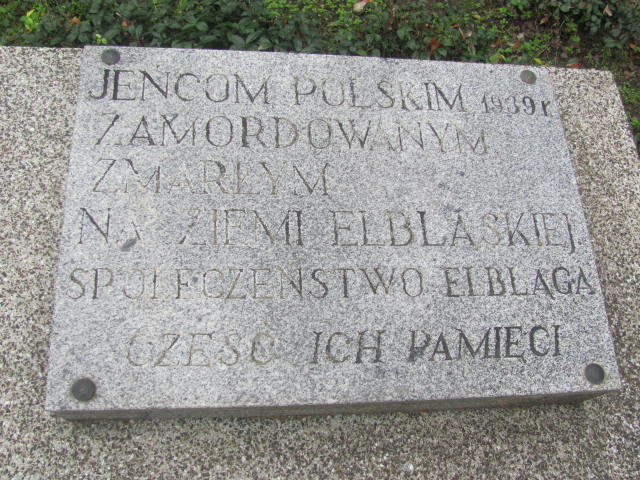 JEŃCOM POLSKIM 1939 r.
ZAMORDOWANYM
ZMARŁYM
NA ZIEMI ELBLĄSKIEJ.
SPOŁECZEŃSTWO ELBLĄGA
CZEŚĆ ICH PAMIĘCI